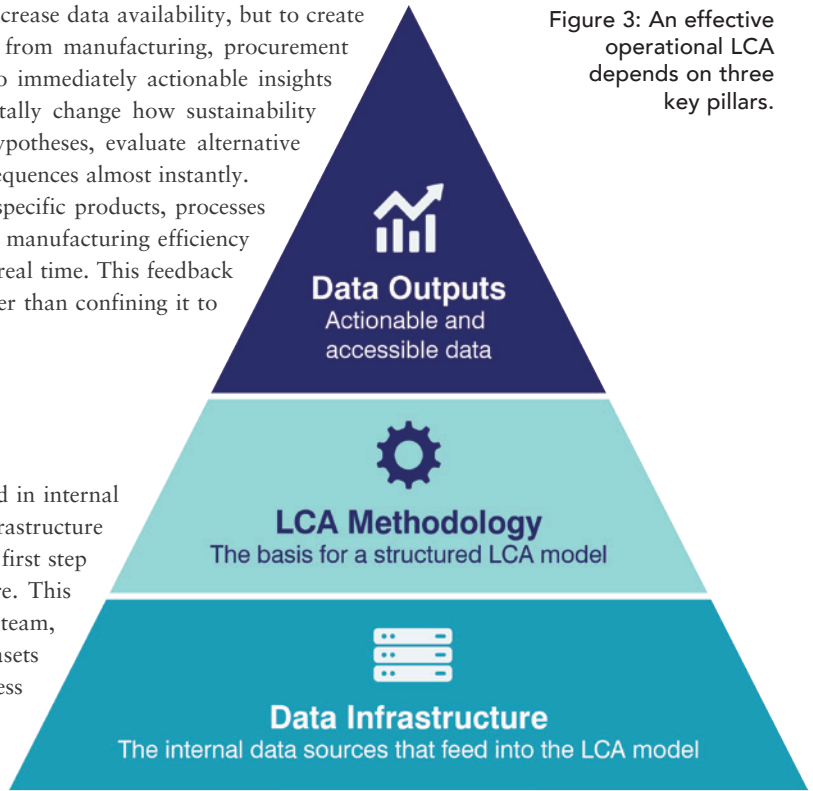 crease data availability, but to create
from manufacturing, procurement
o immediately actionable insights
tally change how sustainability
ypotheses, evaluate alternative
equences almost instantly.
specific products, processes
manufacturing efficiency
real time. This feedback
er than confining it to
d in internal
rastructure
first step
re. This
team,
asets
ess
Figure 3: An effective
operational LCA
depends on three
key pillars.
Data Outputs
Actionable and
accessible data
LCA Methodology
The basis for a structured LCA model
Data Infrastructure
The internal data sources that feed into the LCA model